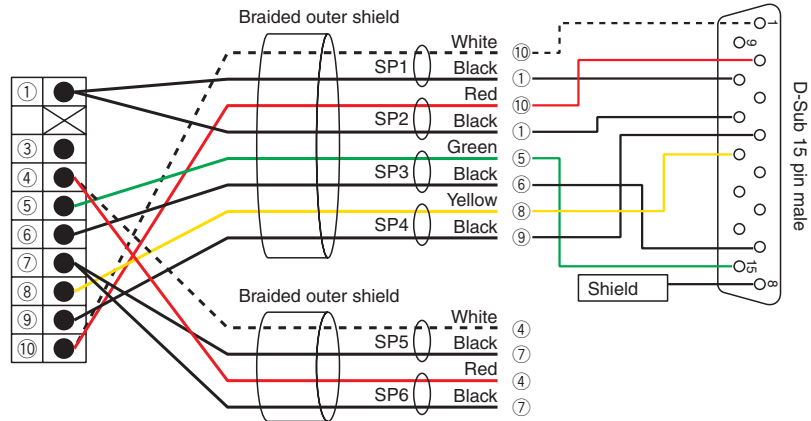 Braided outer shield
White
⑩
1
SP1
Black
①
9
Red
⑩
SP2
Black
①
Green
⑤
SP3
Black
⑥
Yellow
⑧
SP4
Black
⑨
①
③
④
⑤
⑥
⑦
⑧
⑨
⑩
15
8
Shield
D-Sub 15 pin male
Braided outer shield
White
④
SP5
Black
⑦
Red
④
SP6
Black
⑦